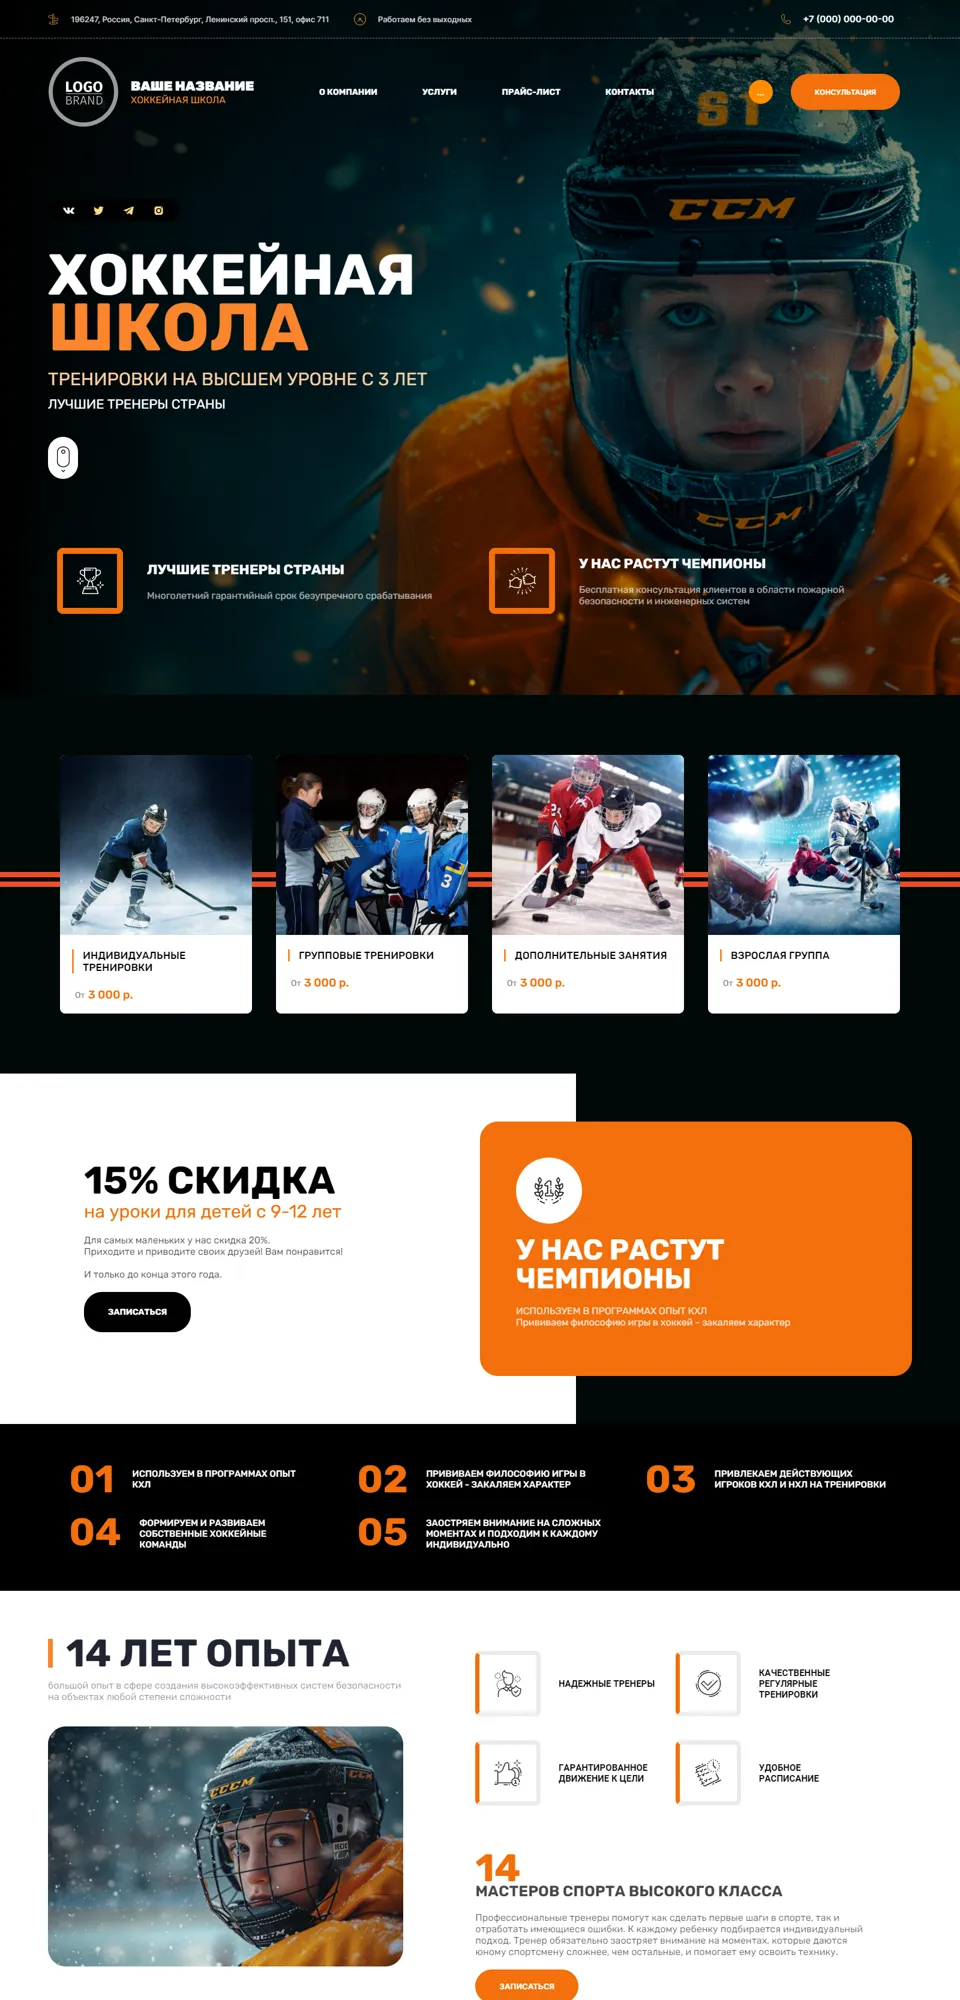 196247, Россия, Санкт-Петербург, Ленинский просп., 151, офис 711
Работаем без выходных
+7 (000) 000-00-00
LOGO
BRAND
ВАШЕ НАЗВАНИЕ
ХОККЕЙНАЯ ШКОЛА
О КОМПАНИИ
УСЛУГИ
ПРАЙС-ЛИСТ
КОНТАКТЫ
...
КОНСУЛЬТАЦИЯ
CCM
ХОККЕЙНАЯ
ШКОЛА
ТРЕНИРОВКИ НА ВЫСШЕМ УРОВНЕ С 3 ЛЕТ
ЛУЧШИЕ ТРЕНЕРЫ СТРАНЫ
CCM
ЛУЧШИЕ ТРЕНЕРЫ СТРАНЫ
Многолетний гарантийный срок безупречного срабатывания
У НАС РАСТУТ ЧЕМПИОНЫ
Бесплатная консультация клиентов в области пожарной
безопасности и инженерных систем
3
ИНДИВИДУАЛЬНЫЕ
ТРЕНИРОВКИ
От 3 000 р.
ГРУППОВЫЕ ТРЕНИРОВКИ
От 3 000 р.
ДОПОЛНИТЕЛЬНЫЕ ЗАНЯТИЯ
От 3 000 р.
ВЗРОСЛАЯ ГРУППА
От 3 000 р.
15% СКИДКА
на уроки для детей с 9-12 лет
Для самых маленьких у нас скидка 20%.
Приходите и приводите своих друзей! Вам понравится!
И только до конца этого года.
ЗАПИСАТЬСЯ
1
У НАС РАСТУТ
ЧЕМПИОНЫ
ИСПОЛЬЗУЕМ В ПРОГРАММАХ ОПЫТ КХЛ
Прививаем философию игры в хоккей - закаляем характер
01
ИСПОЛЬЗУЕМ В ПРОГРАММАХ ОПЫТ
КХЛ
02
ПРИВИВАЕМ ФИЛОСОФИЮ ИГРЫ В
ХОККЕЙ - ЗАКАЛЯЕМ ХАРАКТЕР
03
ПРИВЛЕКАЕМ ДЕЙСТВУЮЩИХ
ИГРОКОВ КХЛ И НХЛ НА ТРЕНИРОВКИ
04
ФОРМИРУЕМ И РАЗВИВАЕМ
СОБСТВЕННЫЕ ХОККЕЙНЫЕ
КОМАНДЫ
05
ЗАОСТРЯЕМ ВНИМАНИЕ НА СЛОЖНЫХ
МОМЕНТАХ И ПОДХОДИМ К КАЖДОМУ
ИНДИВИДУАЛЬНО
14 ЛЕТ ОПЫТА
большой опыт в сфере создания высокоэффективных систем безопасности
на объектах любой степени сложности
CCCM
НАДЕЖНЫЕ ТРЕНЕРЫ
КАЧЕСТВЕННЫЕ
РЕГУЛЯРНЫЕ
ТРЕНИРОВКИ
ГАРАНТИРОВАННОЕ
ДВИЖЕНИЕ К ЦЕЛИ
УДОБНОЕ
РАСПИСАНИЕ
14
МАСТЕРОВ СПОРТА ВЫСОКОГО КЛАССА
Профессиональные тренеры помогут как сделать первые шаги в спорте, так и
отработать имеющиеся ошибки. К каждому ребенку подбирается индивидуальный
подход. Тренер обязательно заостряет внимание на моментах, которые даются
юному спортсмену сложнее, чем остальные, и помогает ему освоить технику.
ЗАПИСАТЬСЯ